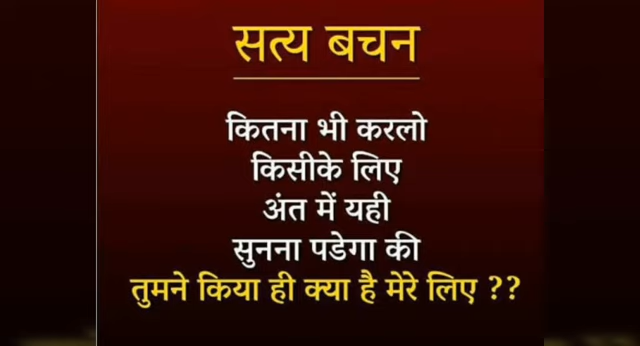 सत्य बचन
कितना भी करलो
किसीके लिए
अंत में यही
सुनना पडेगा की
तुमने किया ही क्या है मेरे लिए ??